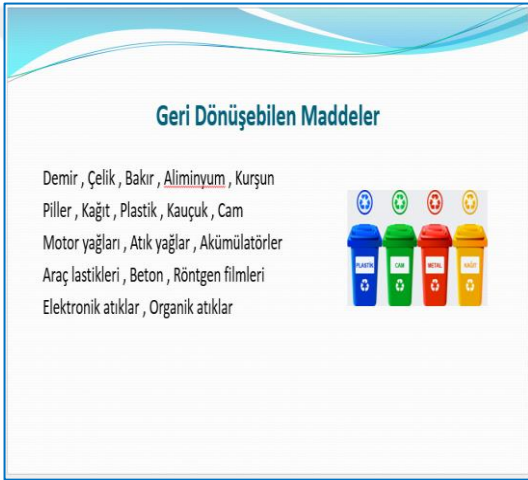 Geri Dönüşebilen Maddeler
Demir , Çelik , Bakır , Aliminyum , Kurşun
Piller , Kağıt , Plastik , Kauçuk , Cam
Motor yağları , Atık yağlar , Akümülatörler
Araç lastikleri , Beton , Röntgen filmleri
Elektronik atıklar , Organik atıklar
PLASTİK
CAM
METAL
KAĞIT